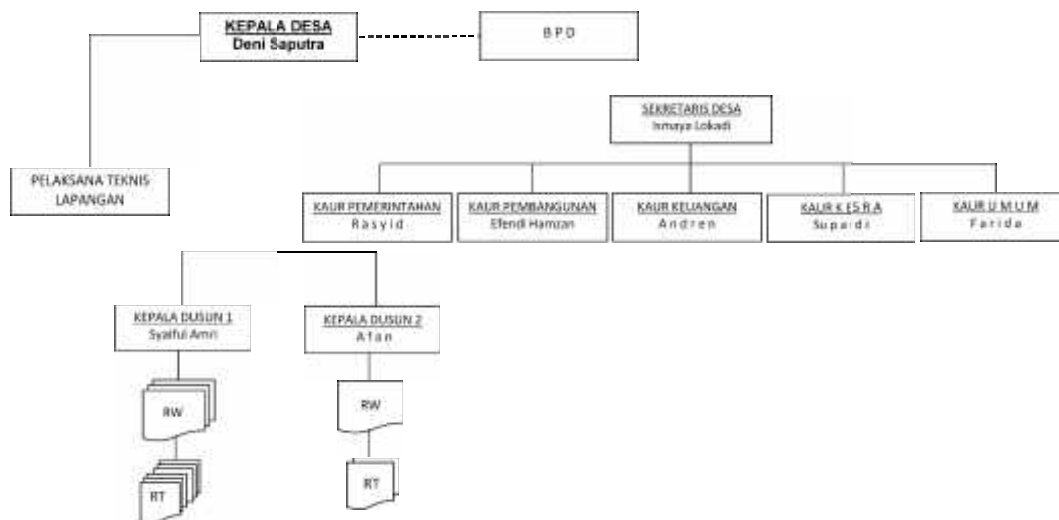 KEPALA DESA
Deni Saputra
B P D
SEKRETARIS DESA
Ismaya Lokadi
PELAKSANA TEKNIS
LAPANGAN
KAUR PEMERINTAHAN
R a s y i d
KAUR PEMBANGUNAN
Efendi Hamzan
KAUR KEUANGAN
A n d r e n
KAUR K E S R A
S u p a i d i
KAUR U M U M
F a r i d a
KEPALA DUSUN 1
Syaiful Amri
KEPALA DUSUN 2
A f a n
RW
RW
RT
RT